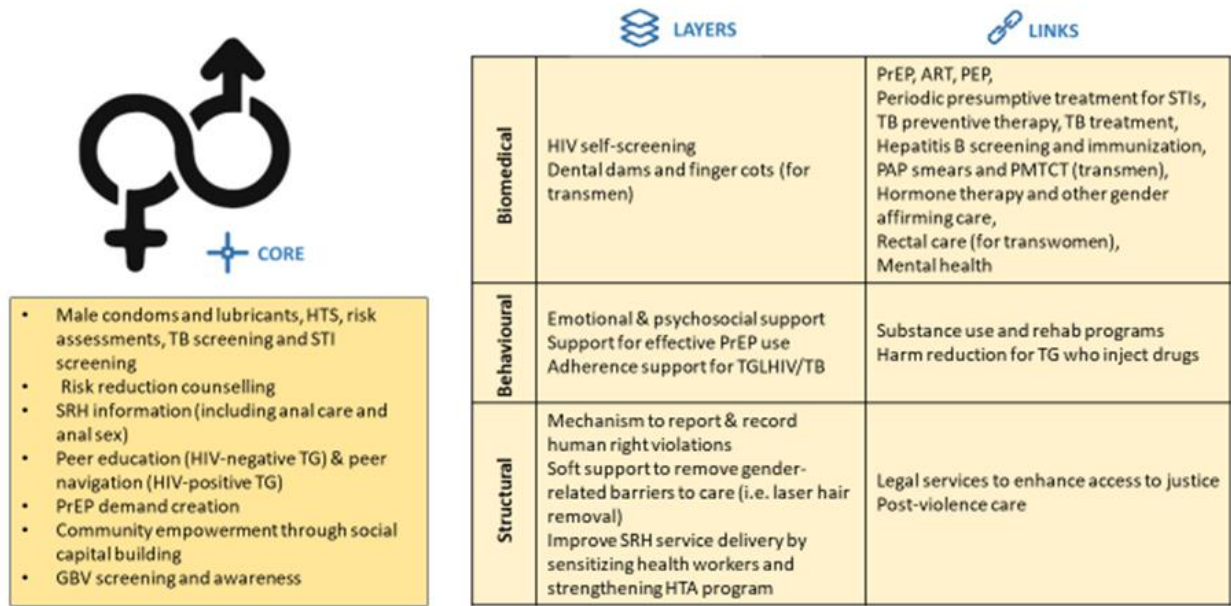 CORE
• Male condoms and lubricants, HTS, risk
assessments, TB screening and STI
screening
• Risk reduction counselling
• SRH information (including anal care and
anal sex)
• Peer education (HIV-negative TG) & peer
navigation (HIV-positive TG)
• PrEP demand creation
• Community empowerment through social
capital building
• GBV screening and awareness
LAYERS
LINKS
Biomedical
HIV self-screening
Dental dams and finger cots (for
transmen)
PrEP, ART, PEP,
Periodic presumptive treatment for STIs,
TB preventive therapy, TB treatment,
Hepatitis B screening and immunization,
PAP smears and PMTCT (transmen),
Hormone therapy and other gender
affirming care,
Rectal care (for transwomen),
Mental health
Behavioural
Emotional & psychosocial support
Support for effective PrEP use
Adherence support for TGLHIV/TB
Substance use and rehab programs
Harm reduction for TG who inject drugs
Structural
Mechanism to report & record
human right violations
Soft support to remove gender-
related barriers to care (i.e. laser hair
removal)
Improve SRH service delivery by
sensitizing health workers and
strengthening HTA program
Legal services to enhance access to justice
Post-violence care